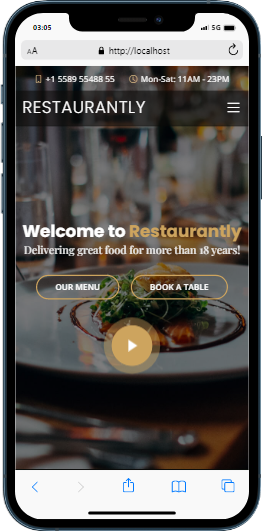 03:05
5G
AA
http://localhost
+1 5589 55488 55
Mon-Sat: 11AM - 23PM
RESTAURANTLY
Welcome to Restaurantly
Delivering great food for more than 18 years!
OUR MENU
BOOK A TABLE